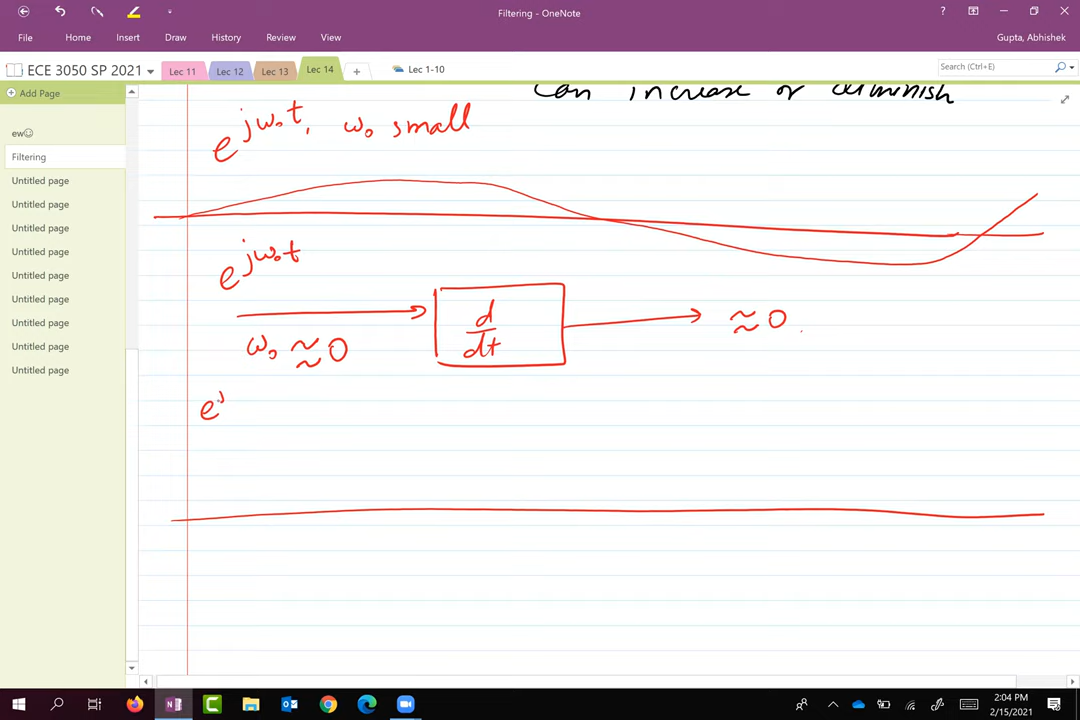 Filtering - OneNote
?
File Home Insert Draw History Review View
Gupta, Abhishek
ECE 3050 SP 2021 Lec 11 Lec 12 Lec 13 Lec 14 + Lec 1-10
Search (Ctrl+E)
Add Page
can increase or diminish
ew☺
Filtering
Untitled page
Untitled page
Untitled page
Untitled page
Untitled page
Untitled page
Untitled page
Untitled page
Untitled page
e^{jω₀t}, ω₀ small
e^{jω₀t}
d/dt
≈ 0
ω₀ ≈ 0
e^j
2:04 PM
2/15/2021